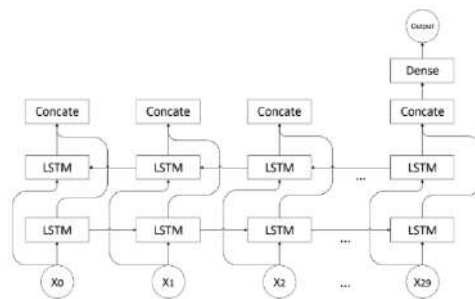 Output
Dense
Concate Concate Concate Concate
LSTM LSTM LSTM LSTM
...
LSTM LSTM LSTM LSTM
...
X0 X1 X2 ... X29